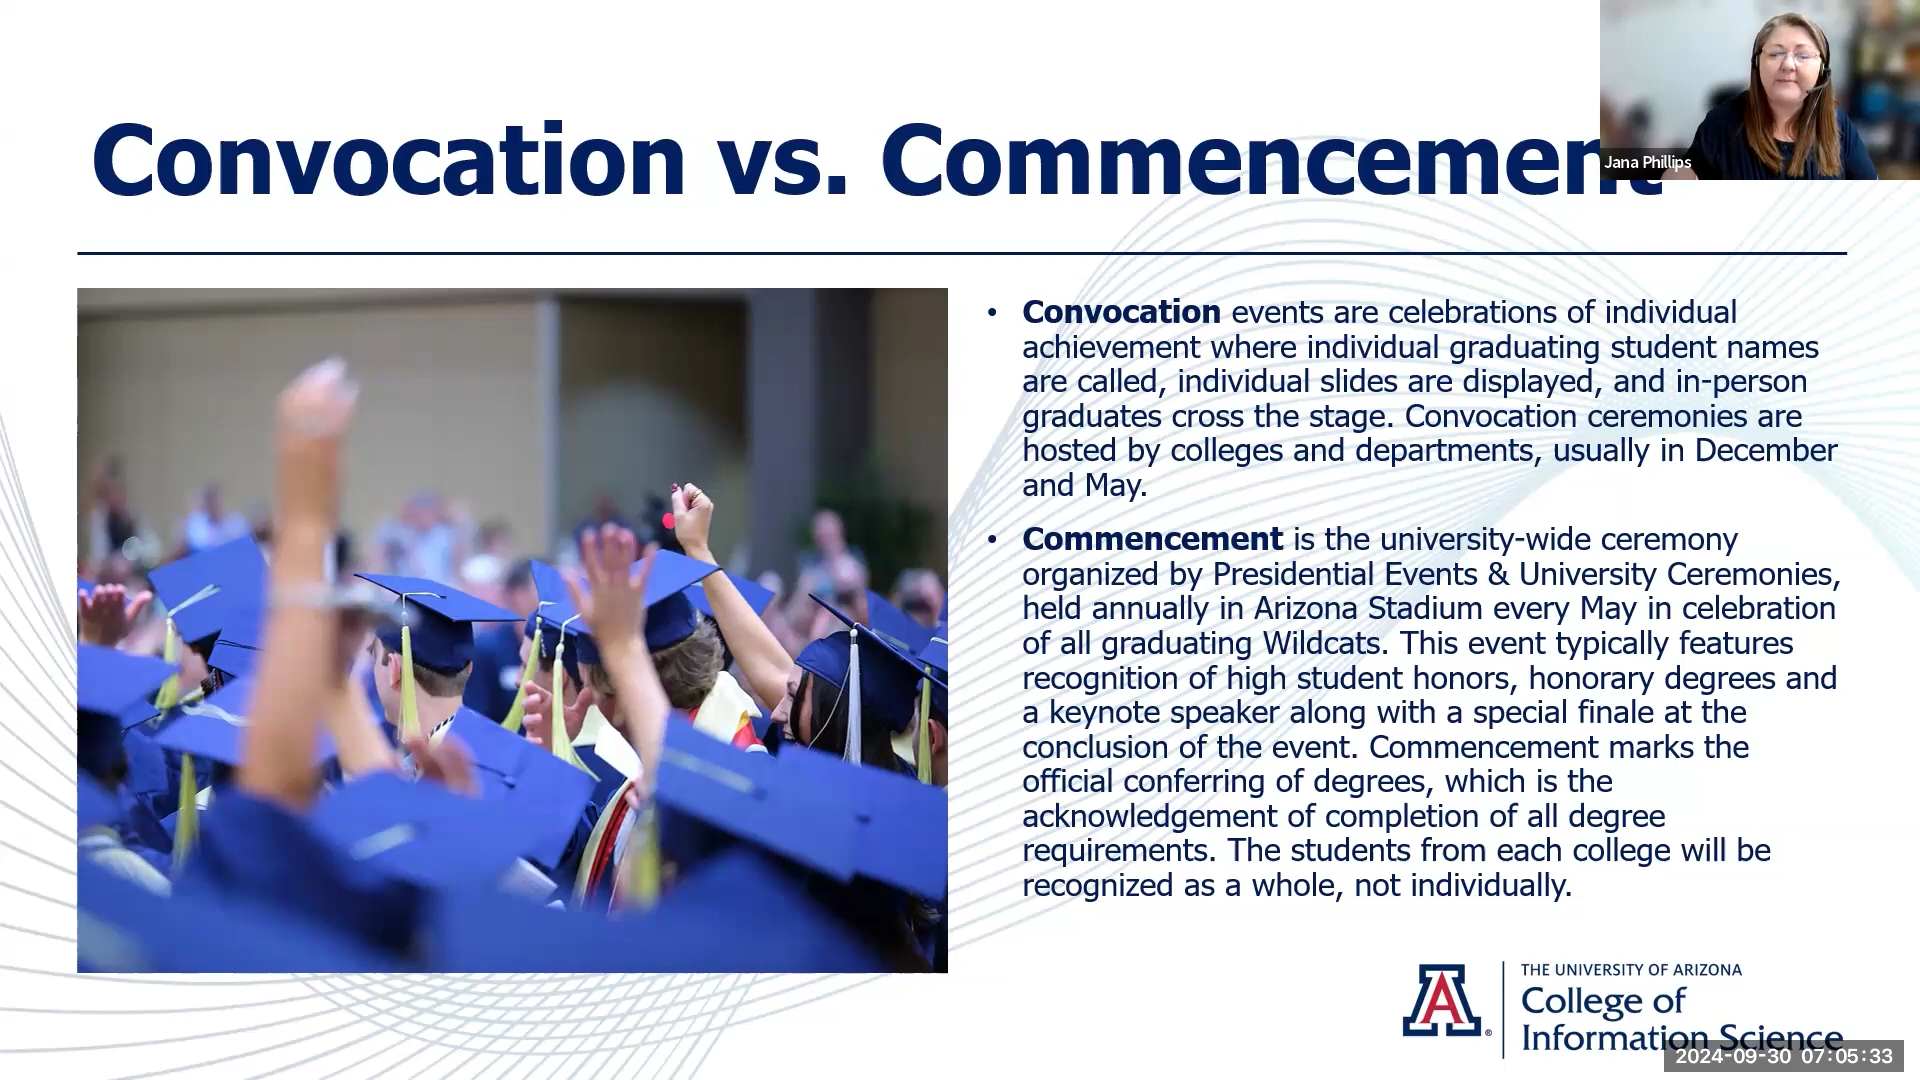 Convocation vs. Commencement
Jana Phillips
• Convocation events are celebrations of individual
achievement where individual graduating student names
are called, individual slides are displayed, and in-person
graduates cross the stage. Convocation ceremonies are
hosted by colleges and departments, usually in December
and May.
• Commencement is the university-wide ceremony
organized by Presidential Events & University Ceremonies,
held annually in Arizona Stadium every May in celebration
of all graduating Wildcats. This event typically features
recognition of high student honors, honorary degrees and
a keynote speaker along with a special finale at the
conclusion of the event. Commencement marks the
official conferring of degrees, which is the
acknowledgement of completion of all degree
requirements. The students from each college will be
recognized as a whole, not individually.
A®
THE UNIVERSITY OF ARIZONA
College of
Information Science
2024-09-30 07:05:33